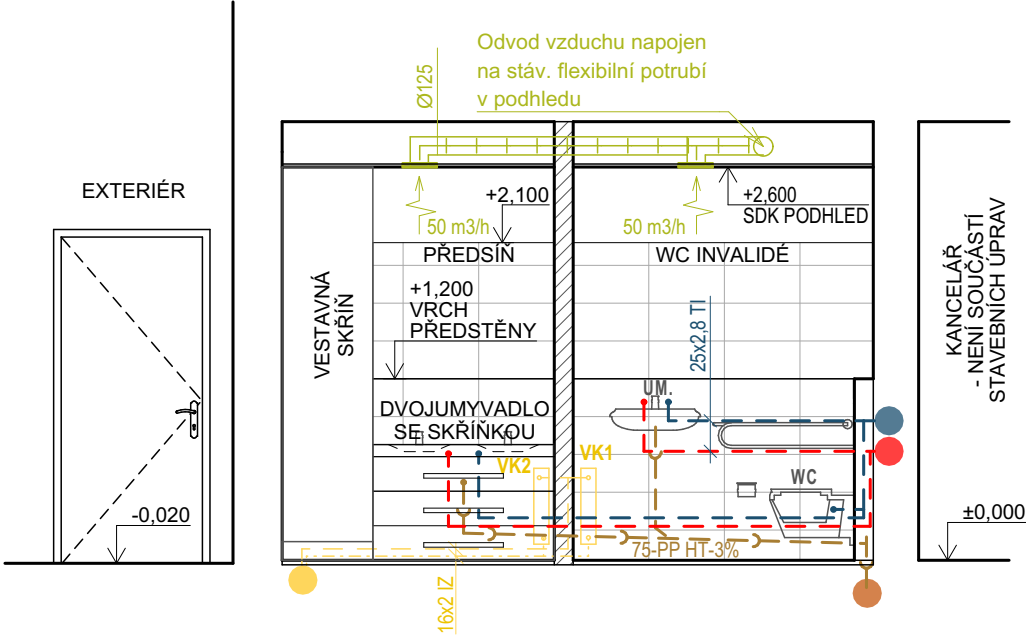 Odvod vzduchu napojen
na stáv. flexibilní potrubí
v podhledu
Ø125
EXTERIÉR
+2,100
+2,600
SDK PODHLED
50 m3/h
50 m3/h
PŘEDSÍŇ
WC INVALIDÉ
VESTAVNÁ
SKŘÍŇ
+1,200
VRCH
PŘEDSTĚNY
25x2,8 TI
KANCELÁŘ
- NENÍ SOUČÁSTÍ
STAVEBNÍCH ÚPRAV
UM.
DVOJUMYVADLO
SE SKŘÍŇKOU
VK2
VK1
WC
-0,020
±0,000
75-PP HT-3%
16x2 IZ